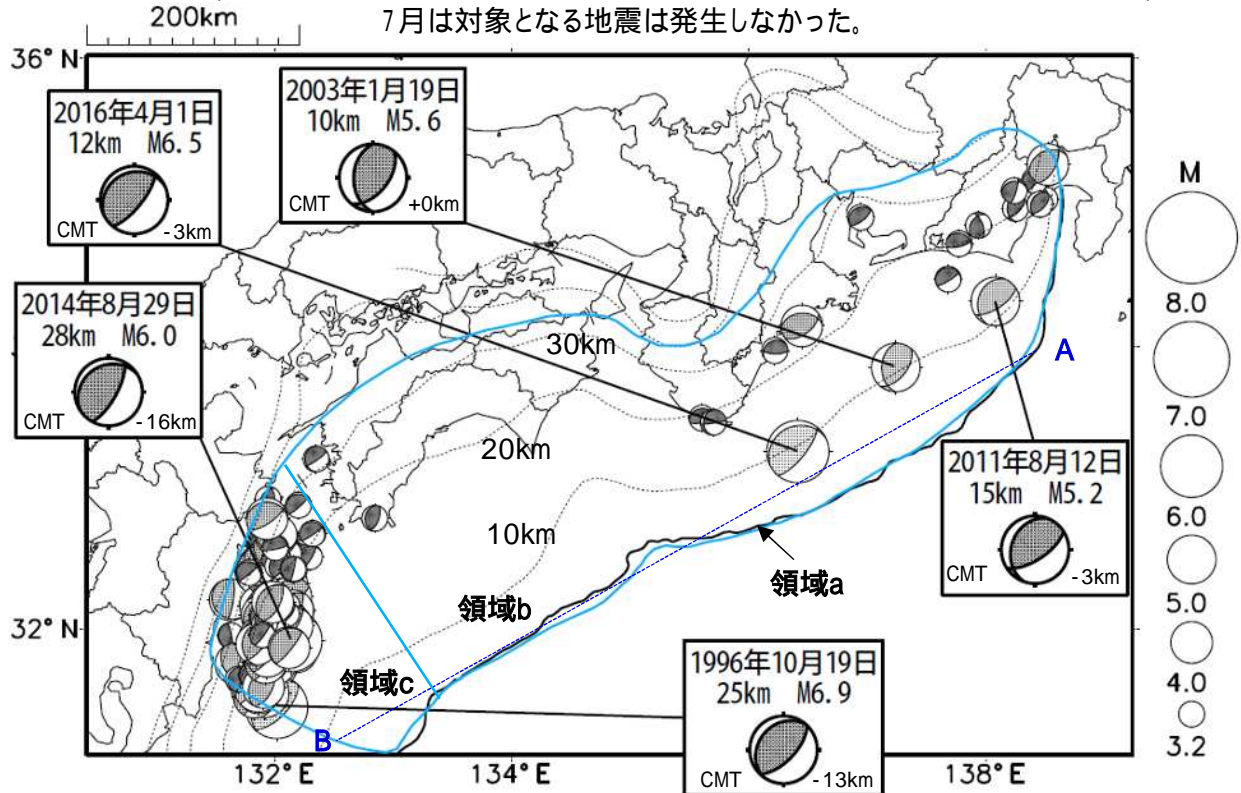 7月は対象となる地震は発生しなかった。
200km
36°N
2016年4月1日
12km M6.5
CMT -3km
2003年1月19日
10km M5.6
CMT +0km
M
8.0
7.0
6.0
5.0
4.0
3.2
2014年8月29日
28km M6.0
CMT -16km
30km
20km
10km
A
2011年8月12日
15km M5.2
CMT -3km
領域a
領域b
領域c
32°N
B
1996年10月19日
25km M6.9
CMT -13km
132°E
134°E
138°E